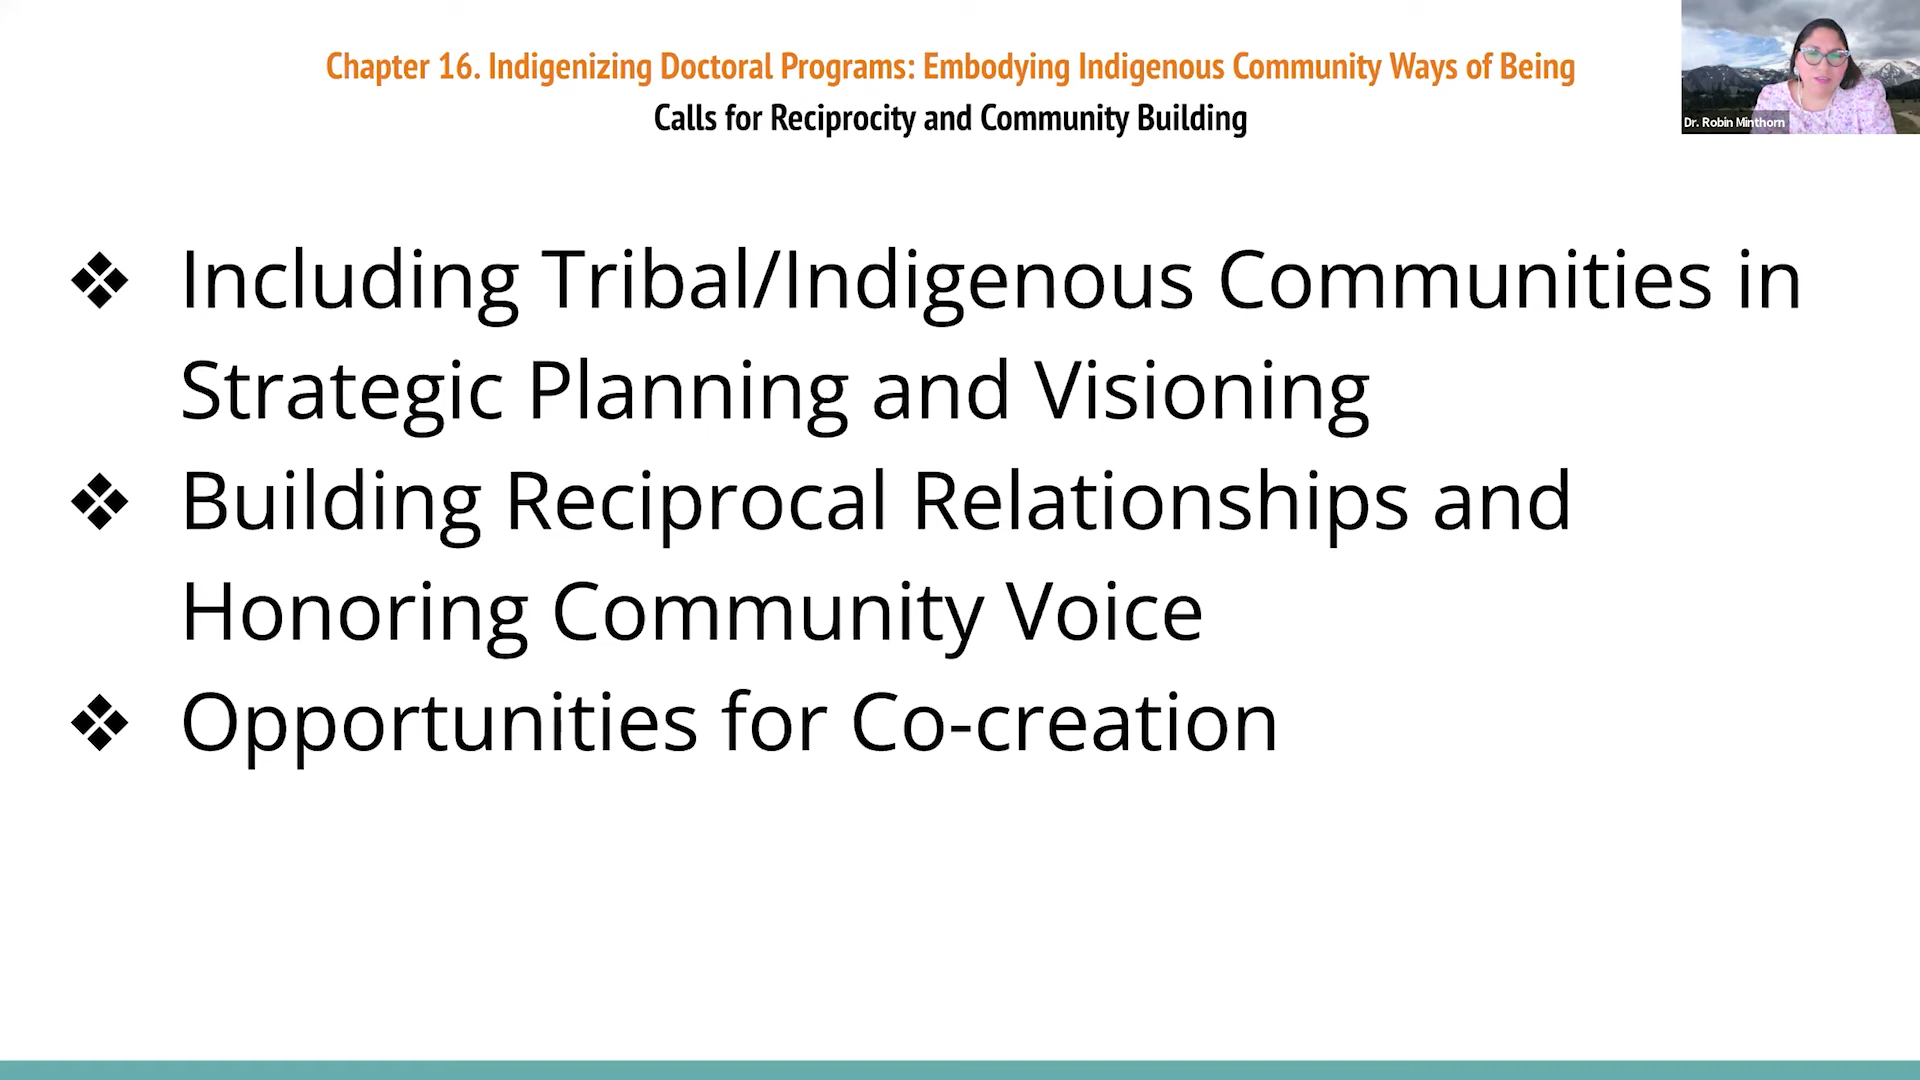 Chapter 16. Indigenizing Doctoral Programs: Embodying Indigenous Community Ways of Being
Calls for Reciprocity and Community Building
Dr. Robin Minthorn
❖ Including Tribal/Indigenous Communities in
Strategic Planning and Visioning
❖ Building Reciprocal Relationships and
Honoring Community Voice
❖ Opportunities for Co-creation